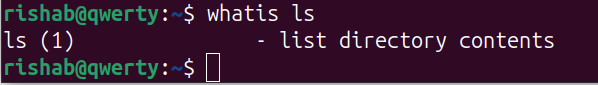 rishab@qwerty:~$ whatis ls
ls (1)               - list directory contents
rishab@qwerty:~$